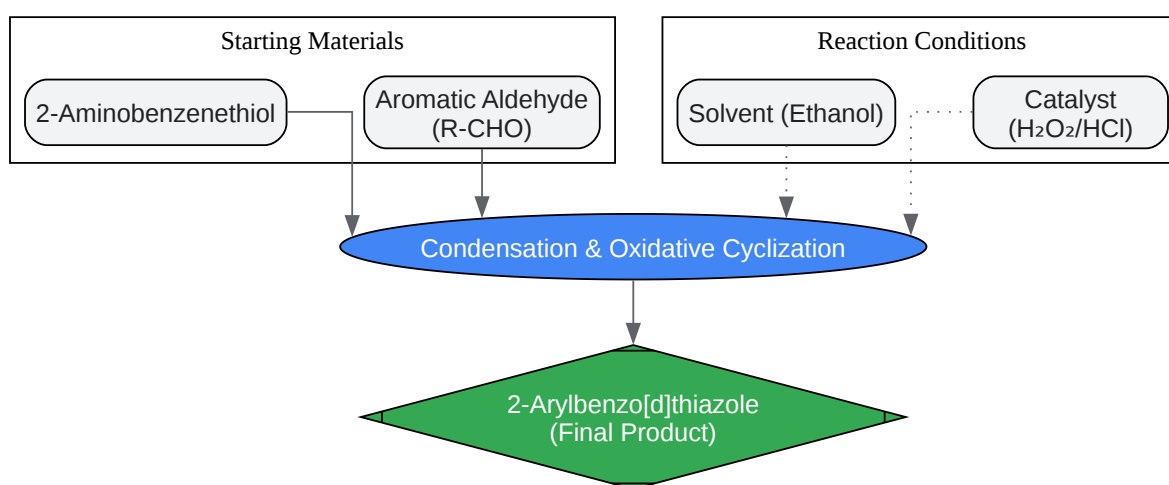 Starting Materials
Reaction Conditions
2-Aminobenzenethiol
Aromatic Aldehyde
(R-CHO)
Solvent (Ethanol)
Catalyst
(H₂O₂/HCl)
Condensation & Oxidative Cyclization
2-Arylbenzo[d]thiazole
(Final Product)